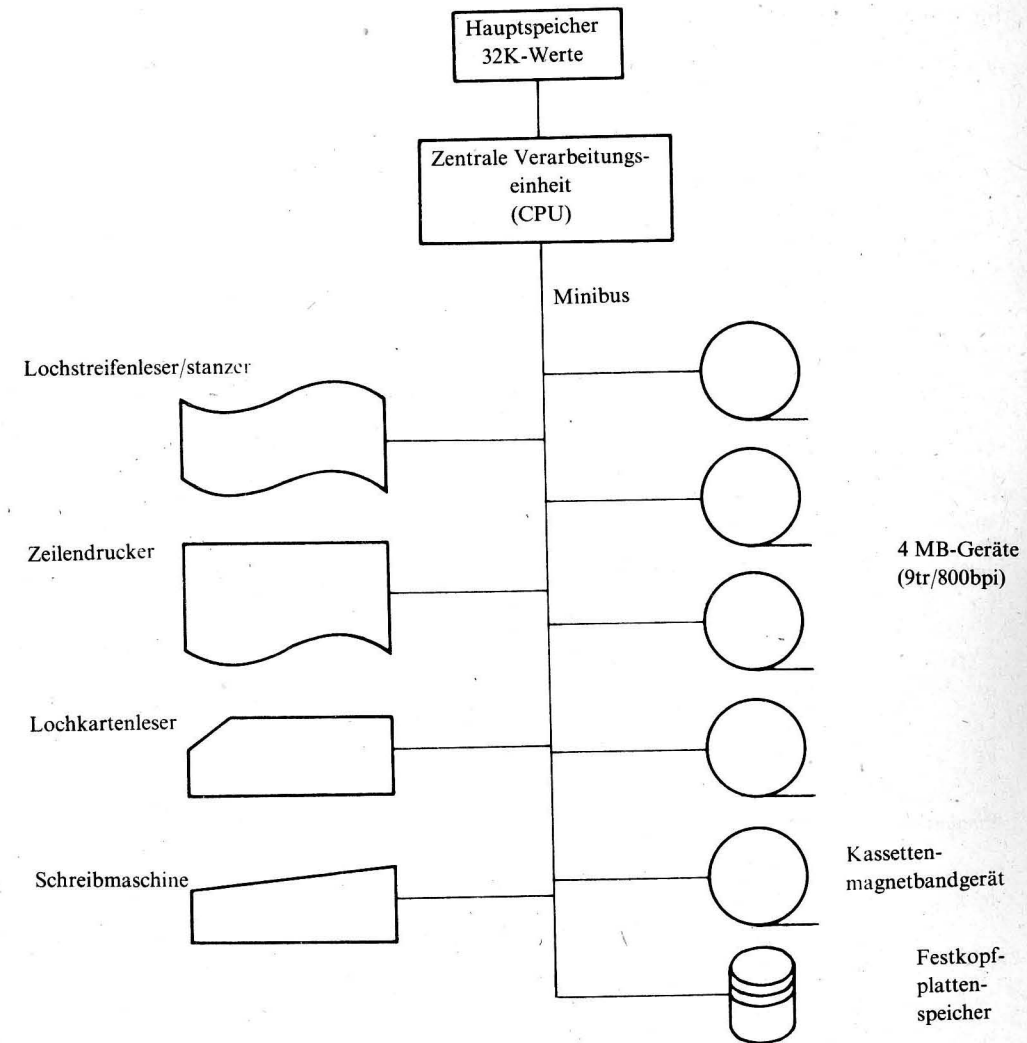 Hauptspeicher
32K-Werte
Zentrale Verarbeitungs-
einheit
(CPU)
Minibus
Lochstreifenleser/stanzer
Zeilendrucker
4 MB-Geräte
(9tr/800bpi)
Lochkartenleser
Schreibmaschine
Kassetten-
magnetbandgerät
Festkopf-
platten-
speicher